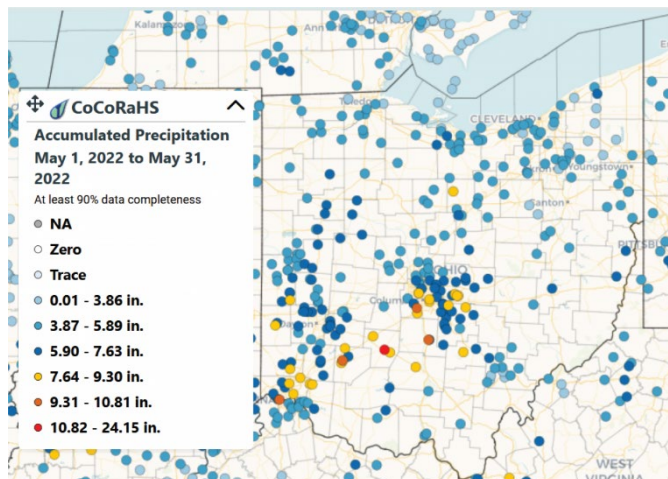 Kalamazoo
DETROIT
Toledo
CoCoRaHS
CLEVELAND
Accumulated Precipitation
May 1, 2022 to May 31,
2022
At least 90% data completeness
Youngstown
NA
Canton
Zero
Trace
0.01 - 3.86 in.
OHIO
3.87 - 5.89 in.
5.90 - 7.63 in.
Dayton
7.64 - 9.30 in.
9.31 - 10.81 in.
10.82 - 24.15 in.
WEST
VIRGINIA